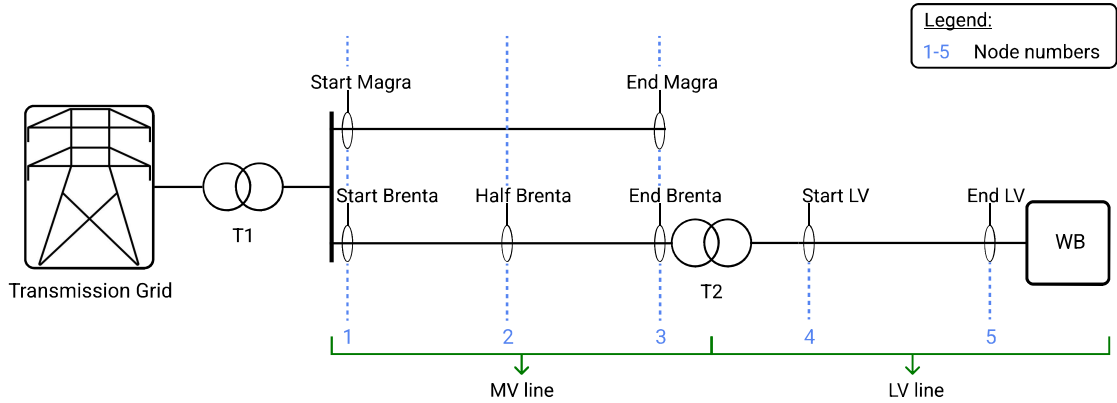 Legend:
1-5 Node numbers
Start Magra
End Magra
Start Brenta
Half Brenta
End Brenta
Start LV
End LV
T1
WB
Transmission Grid
T2
1
2
3
4
5
MV line
LV line